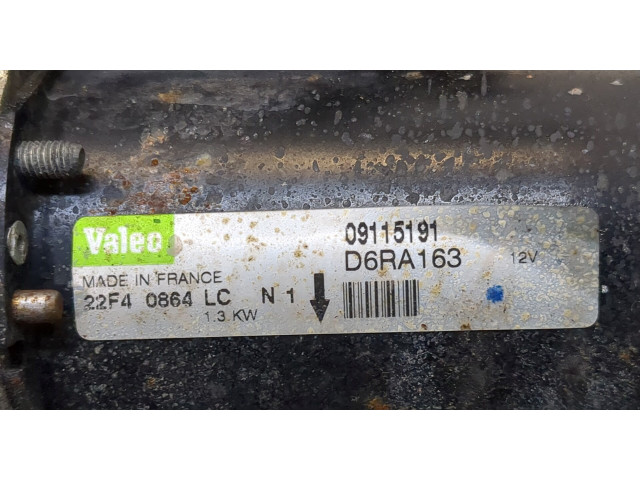 Valeo
MADE IN FRANCE
22F4 0864 LC N 1
1.3 KW
09115191
D6RA163 12V